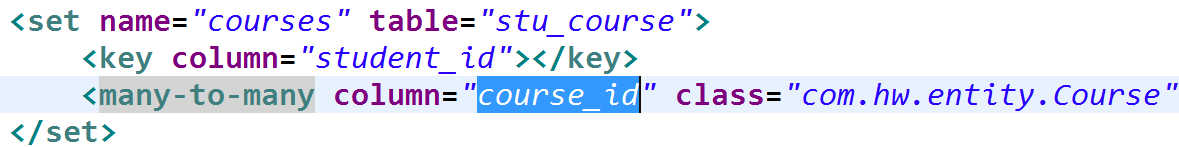 <set name="courses" table="stu_course">
<key column="student_id"></key>
<many-to-many column="course_id" class="com.hw.entity.Course"
</set>